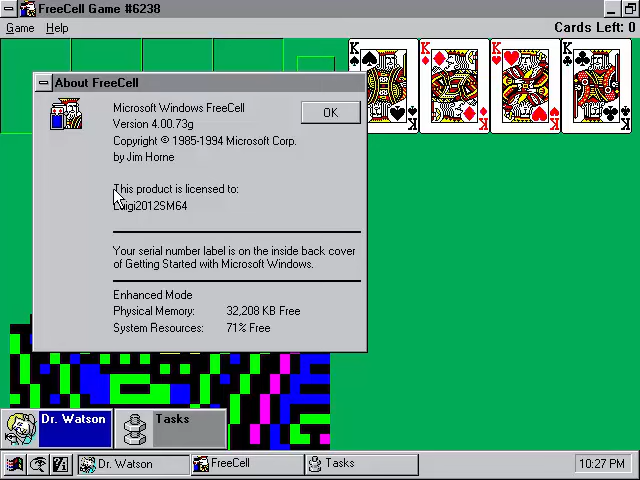 FreeCell Game #6238
Game Help
Cards Left: 0
K K K K
About FreeCell
Microsoft Windows FreeCell
Version 4.00.73g
Copyright © 1985-1994 Microsoft Corp.
by Jim Horne
OK
This product is licensed to:
Luigi2012SM64
Your serial number label is on the inside back cover
of Getting Started with Microsoft Windows.
Enhanced Mode
Physical Memory: 32,208 KB Free
System Resources: 71% Free
K K K K
Dr. Watson Tasks
Dr. Watson FreeCell Tasks 10:27 PM